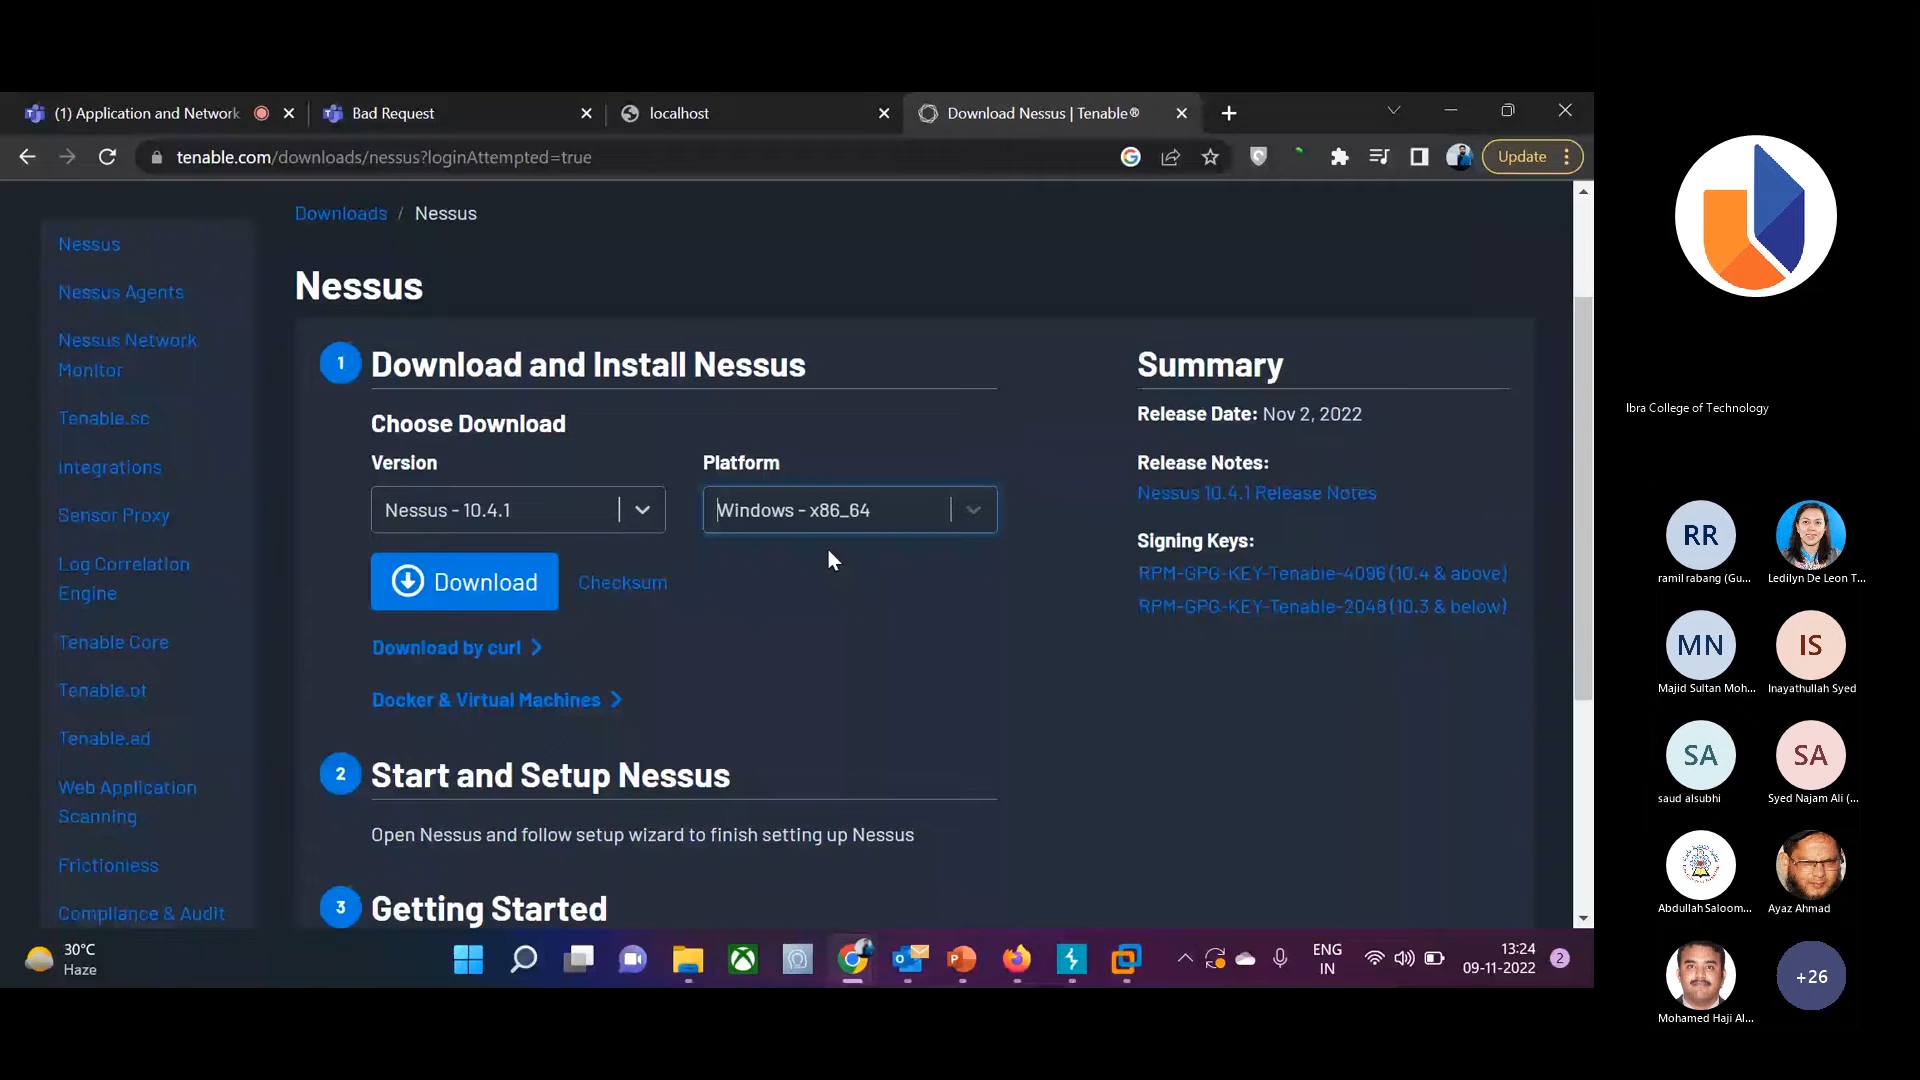 (1) Application and Network
Bad Request
localhost
Download Nessus | Tenable®
tenable.com/downloads/nessus?loginAttempted=true
Update
Downloads / Nessus
Nessus
Nessus Agents
Nessus Network
Monitor
Tenable.sc
Integrations
Sensor Proxy
Log Correlation
Engine
Tenable Core
Tenable.ot
Tenable.ad
Web Application
Scanning
Frictionless
Compliance & Audit
Nessus
1 Download and Install Nessus
Choose Download
Version
Platform
Nessus - 10.4.1
Windows - x86_64
Download
Checksum
Download by curl
Docker & Virtual Machines
2 Start and Setup Nessus
Open Nessus and follow setup wizard to finish setting up Nessus
3 Getting Started
Summary
Release Date: Nov 2, 2022
Release Notes:
Nessus 10.4.1 Release Notes
Signing Keys:
RPM-GPG-KEY-Tenable-4096 (10.4 & above)
RPM-GPG-KEY-Tenable-2048 (10.3 & below)
30°C
Haze
ENG
IN
13:24
09-11-2022
2
Ibra College of Technology
RR
ramil rabang (Gu...
Ledilyn De Leon T...
MN
Majid Sultan Moh...
IS
Inayathullah Syed
SA
saud alsubhi
SA
Syed Najam Ali (...
Abdullah Saloom...
Ayaz Ahmad
Mohamed Haji Al...
+26